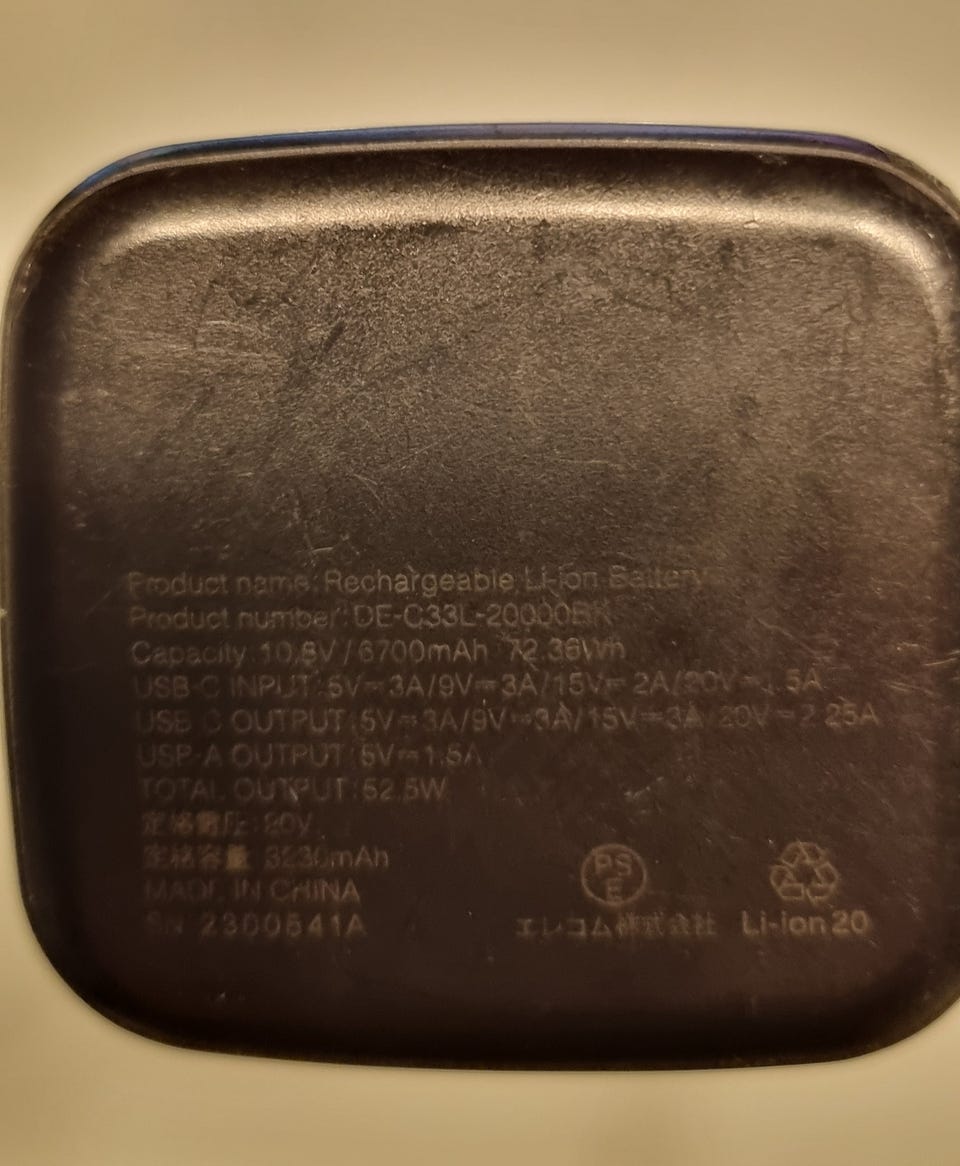 Product name: Rechargeable Li-ion Battery
Product number: DE-C33L-20000BK
Capacity: 10.8V / 6700mAh 72.36Wh
USB-C INPUT: 5V⎓3A/9V⎓3A/15V⎓2A/20V⎓1.5A
USB-C OUTPUT: 5V⎓3A/9V⎓3A/15V⎓3A/20V⎓2.25A
USB-A OUTPUT: 5V⎓1.5A
TOTAL OUTPUT: 52.5W
定格電圧: 20V
定格容量: 3230mAh
MADE IN CHINA
SN: 2300541A
PS
E
エレコム株式会社 Li-ion 20